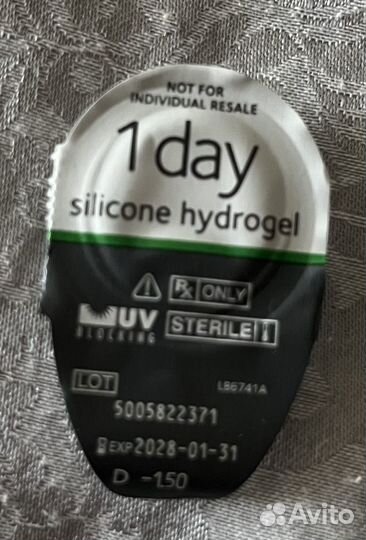 NOT FOR
INDIVIDUAL RESALE
1 day
silicone hydrogel
Rx ONLY
UV
BLOCKING
STERILE
LOT
L86741A
5005822371
EXP 2028-01-31
D -1.50
Avito